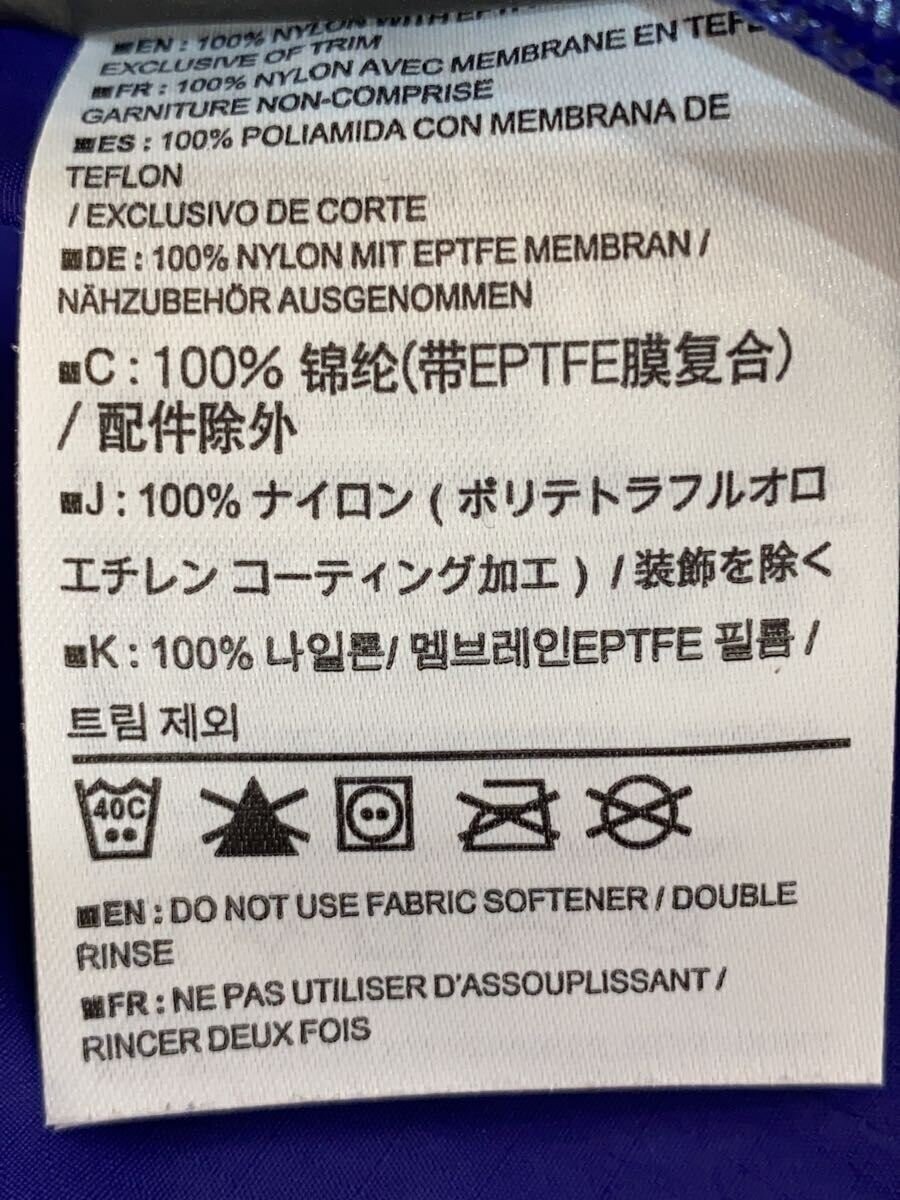 EN : 100% NYLON WITH
EXCLUSIVE OF TRIM
FR : 100% NYLON AVEC MEMBRANE EN
GARNITURE NON-COMPRISE
ES : 100% POLIAMIDA CON MEMBRANA DE
TEFLON
/ EXCLUSIVO DE CORTE
DE : 100% NYLON MIT EPTFE MEMBRAN /
NÄHZUBEHÖR AUSGENOMMEN
C : 100% 锦纶(带EPTFE膜复合)
/ 配件除外
J : 100% ナイロン ( ポリテトラフルオロ
エチレン コーティング加工 ) / 装飾を除く
K : 100% 나일론/ 멤브레인EPTFE 필름 /
트림 제외
40C
EN : DO NOT USE FABRIC SOFTENER / DOUBLE
RINSE
FR : NE PAS UTILISER D'ASSOUPLISSANT /
RINCER DEUX FOIS